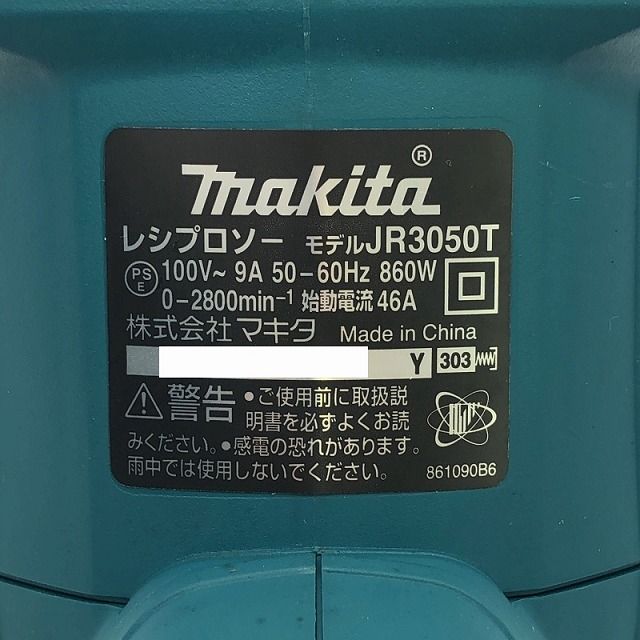 makita®
レシプロソー モデルJR3050T
PS E 100V~ 9A 50-60Hz 860W
0-2800min⁻¹ 始動電流 46A
株式会社 マキタ Made in China
Y 303
警告 ●ご使用前に取扱説
明書を必ずよくお読
みください。●感電の恐れがあります。
雨中では使用しないでください。
861090B6